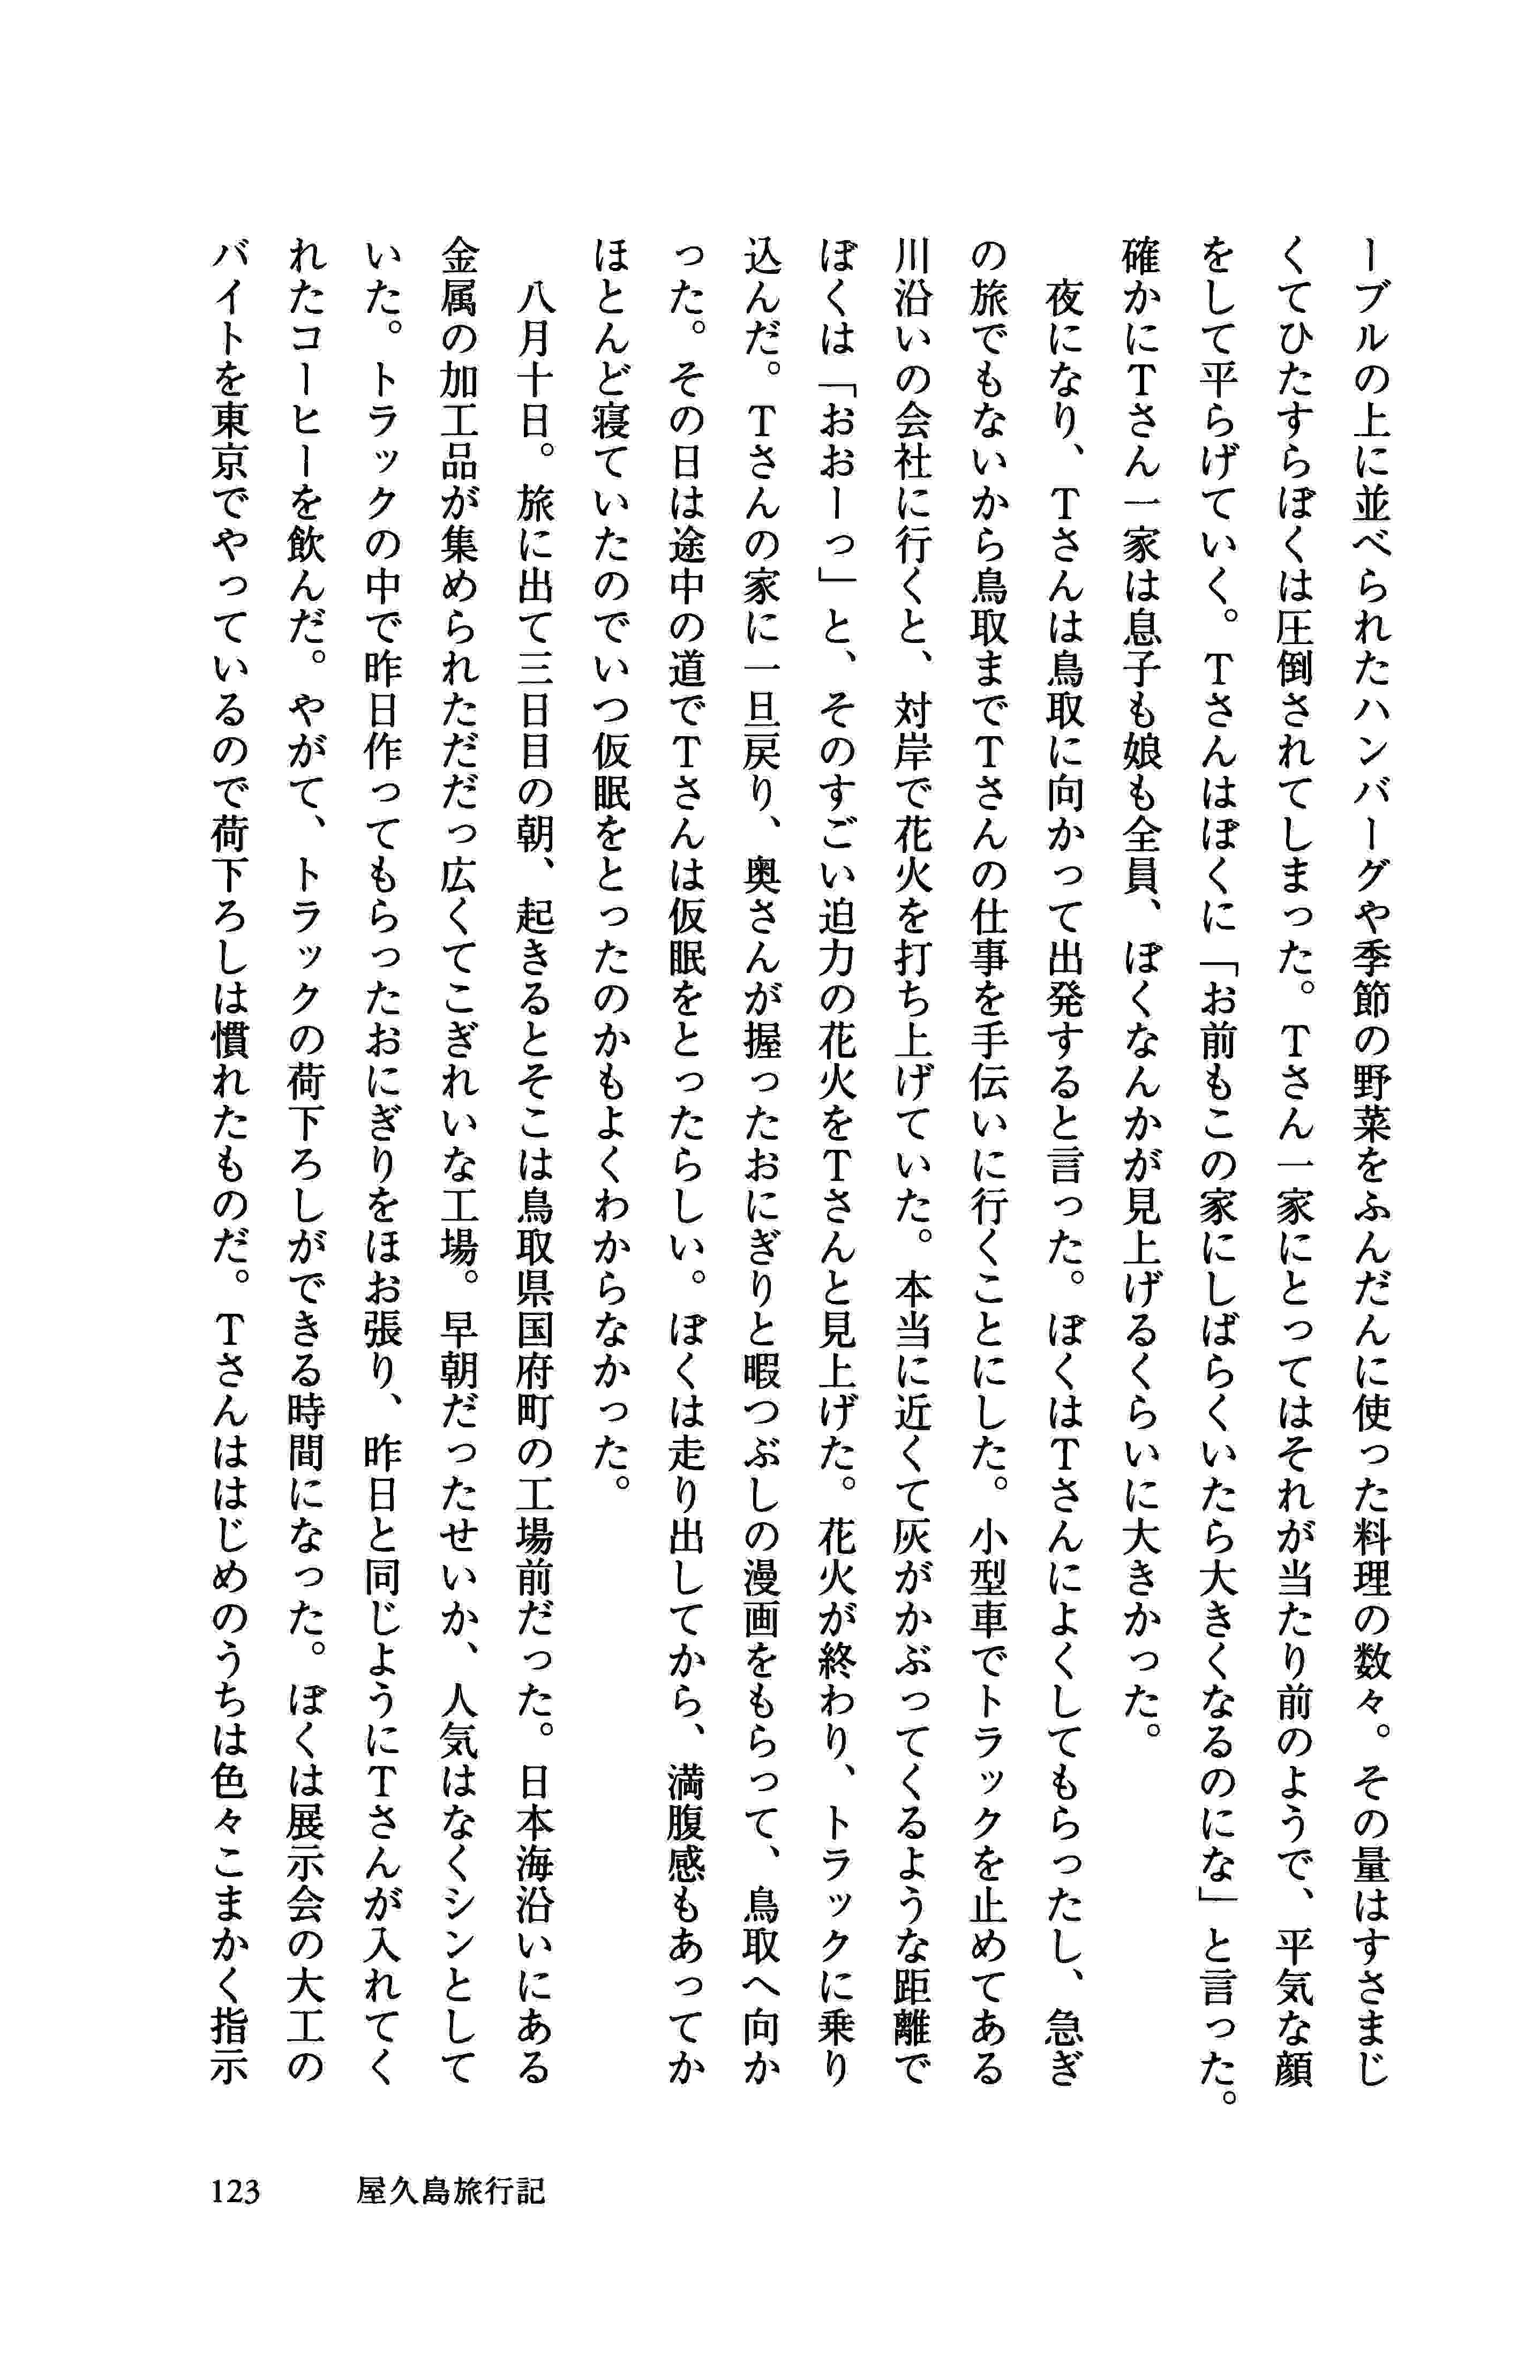 ーブルの上に並べられたハンバーグや季節の野菜をふんだんに使った料理の数々。その量はすさまじ
くてひたすらぼくは圧倒されてしまった。Tさん一家にとってはそれが当たり前のようで、平気な顔
をして平らげていく。Tさんはぼくに「お前もこの家にしばらくいたら大きくなるのにな」と言った。
確かにTさん一家は息子も娘も全員、ぼくなんかが見上げるくらいに大きかった。
　夜になり、Tさんは鳥取に向かって出発すると言った。ぼくはTさんによくしてもらったし、急ぎ
の旅でもないから鳥取までTさんの仕事を手伝いに行くことにした。小型車でトラックを止めてある
川沿いの会社に行くと、対岸で花火を打ち上げていた。本当に近くて灰がかぶってくるような距離で
ぼくは「おおーっ」と、そのすごい迫力の花火をTさんと見上げた。花火が終わり、トラックに乗り
込んだ。Tさんの家に一旦戻り、奥さんが握ったおにぎりと暇つぶしの漫画をもらって、鳥取へ向か
った。その日は途中の道でTさんは仮眠をとったらしい。ぼくは走り出してから、満腹感もあってか
ほとんど寝ていたのでいつ仮眠をとったのかもよくわからなかった。
　八月十日。旅に出て三日目の朝、起きるとそこは鳥取県国府町の工場前だった。日本海沿いにある
金属の加工品が集められただだっ広くてこぎれいな工場。早朝だったせいか、人気はなくシンとして
いた。トラックの中で昨日作ってもらったおにぎりをほお張り、昨日と同じようにTさんが入れてく
れたコーヒーを飲んだ。やがて、トラックの荷下ろしができる時間になった。ぼくは展示会の大工の
バイトを東京でやっているので荷下ろしは慣れたものだ。Tさんははじめのうちは色々こまかく指示
123
屋久島旅行記